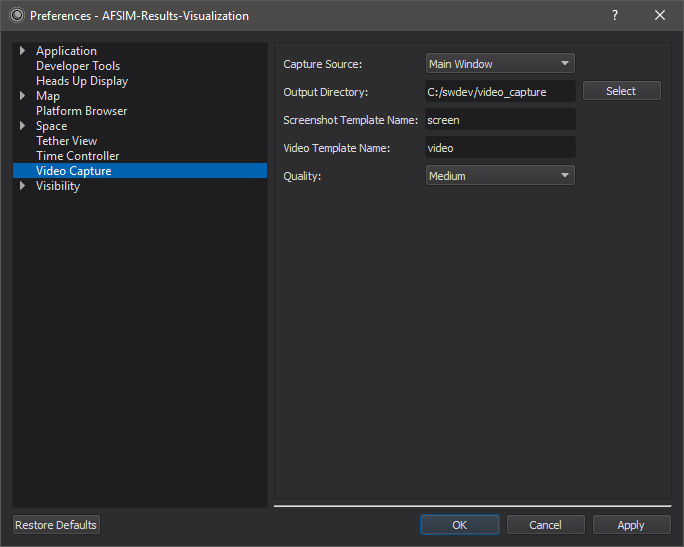 Preferences - AFSIM-Results-Visualization
?
Application
Developer Tools
Heads Up Display
Map
Platform Browser
Space
Tether View
Time Controller
Video Capture
Visibility
Capture Source: Main Window
Output Directory: C:/swdev/video_capture Select
Screenshot Template Name: screen
Video Template Name: video
Quality: Medium
Restore Defaults OK Cancel Apply